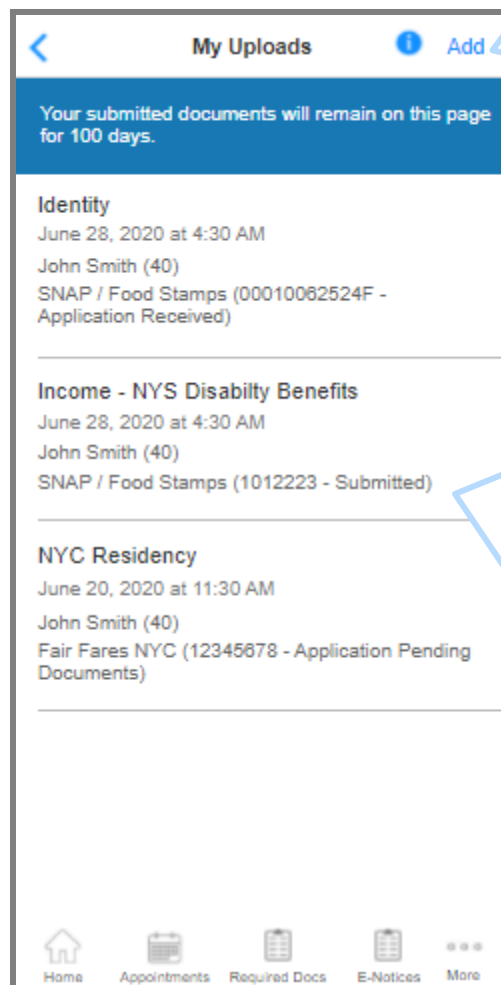 My Uploads
Add
Your submitted documents will remain on this page
for 100 days.
Identity
June 28, 2020 at 4:30 AM
John Smith (40)
SNAP / Food Stamps (00010062524F -
Application Received)
Income - NYS Disabilty Benefits
June 28, 2020 at 4:30 AM
John Smith (40)
SNAP / Food Stamps (1012223 - Submitted)
NYC Residency
June 20, 2020 at 11:30 AM
John Smith (40)
Fair Fares NYC (12345678 - Application Pending
Documents)
Home Appointments Required Docs E-Notices More